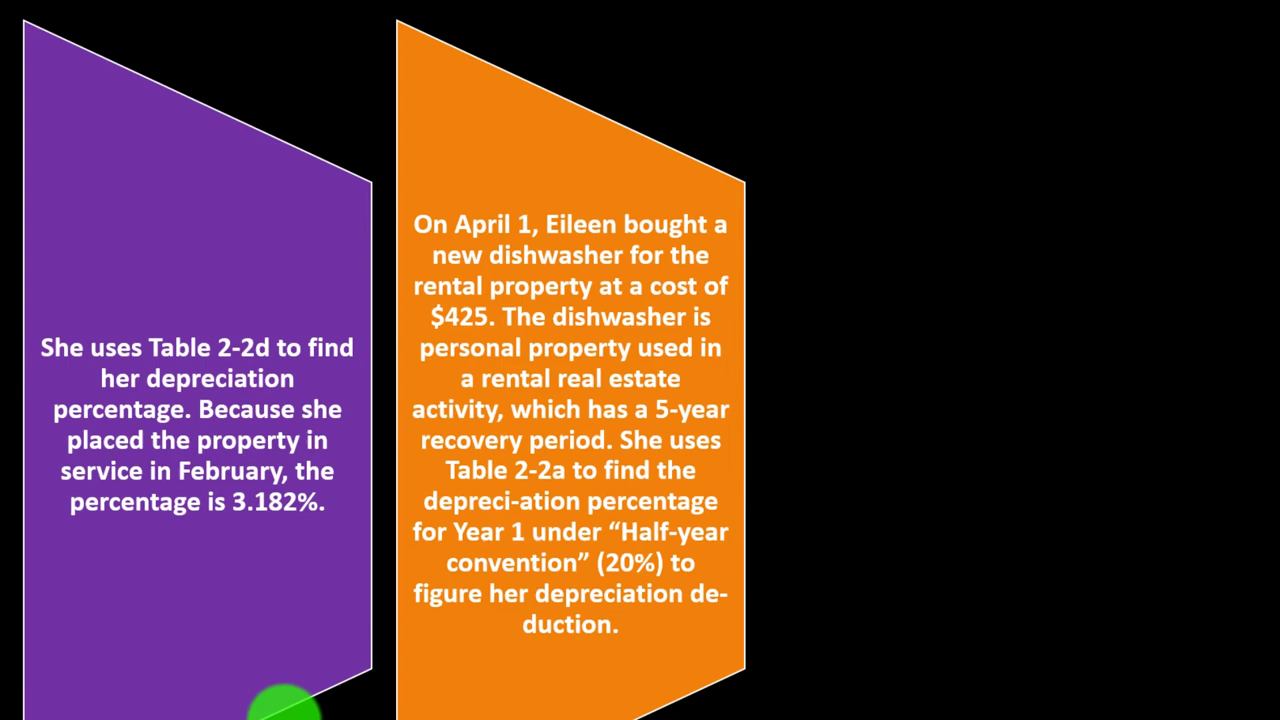 She uses Table 2-2d to find
her depreciation
percentage. Because she
placed the property in
service in February, the
percentage is 3.182%.
On April 1, Eileen bought a
new dishwasher for the
rental property at a cost of
$425. The dishwasher is
personal property used in
a rental real estate
activity, which has a 5-year
recovery period. She uses
Table 2-2a to find the
depreci-ation percentage
for Year 1 under “Half-year
convention” (20%) to
figure her depreciation de-
duction.